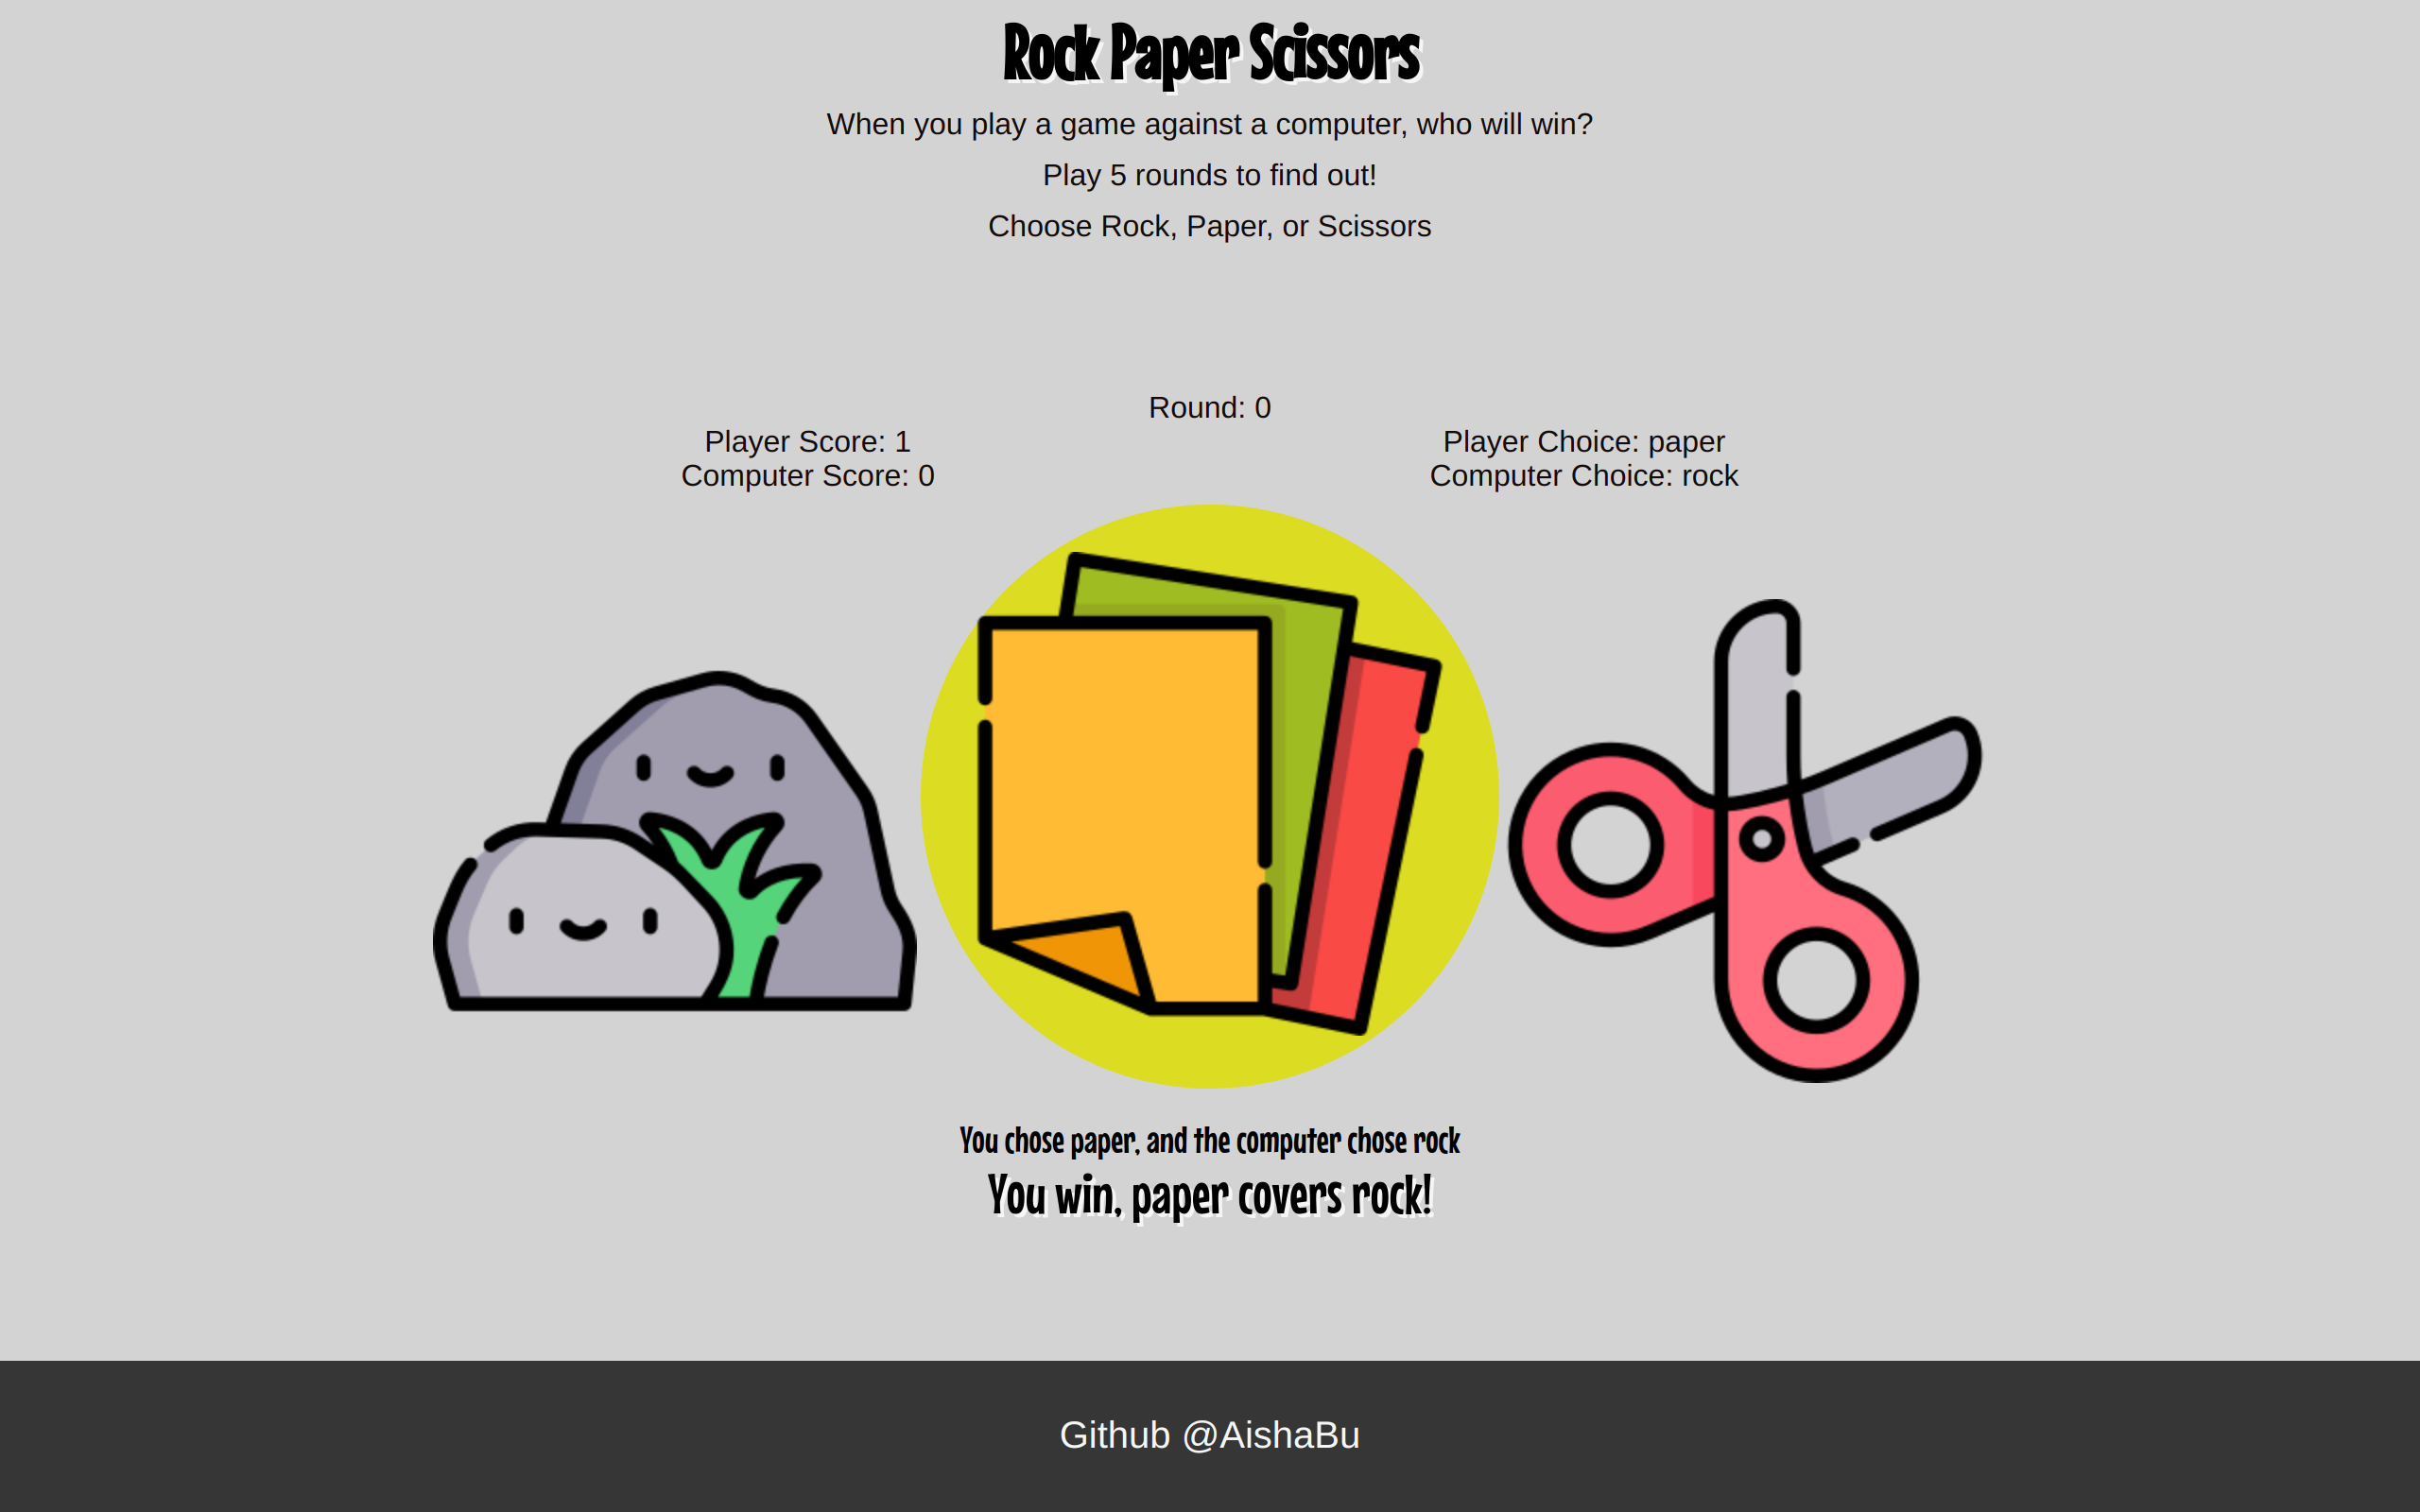 Rock Paper Scissors
When you play a game against a computer, who will win?
Play 5 rounds to find out!
Choose Rock, Paper, or Scissors
Round: 0
Player Score: 1
Computer Score: 0
Player Choice: paper
Computer Choice: rock
You chose paper, and the computer chose rock
You win, paper covers rock!
Github @AishaBu